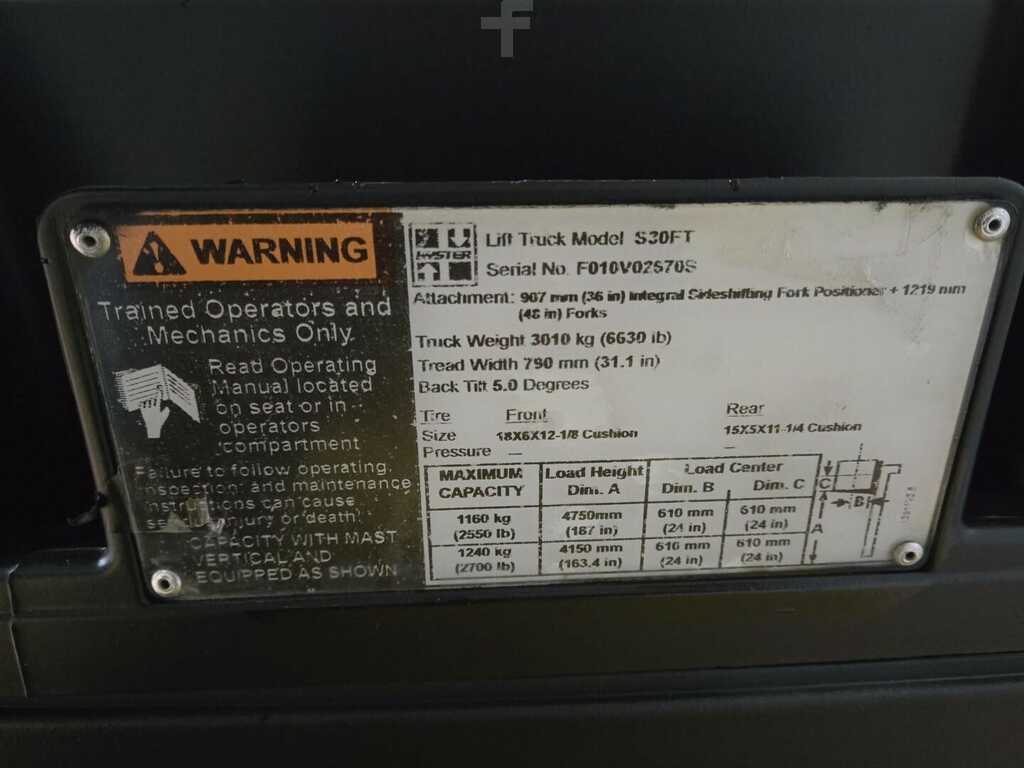 f
WARNING
Trained Operators and
Mechanics Only.
Read Operating
Manual located
on seat or in
operators
compartment
Failure to follow operating,
inspection and maintenance
instructions can cause
injury or death!
CAPACITY WITH MAST
VERTICAL AND
EQUIPPED AS SHOWN
HYSTER
Lift Truck Model S30FT
Serial No. F010V02570S
Attachment: 907 mm (36 in) Integral Sideshifting Fork Positioner + 1219 mm
(48 in) Forks
Truck Weight 3010 kg (6630 lb)
Tread Width 790 mm (31.1 in)
Back Tilt 5.0 Degrees
Tire Front Rear
Size 18X6X12-1/8 Cushion 15X5X11-1/4 Cushion
Pressure — —
MAXIMUM CAPACITY Load Height Dim. A Load Center Dim. B Dim. C
1160 kg (2550 lb) 4750mm (187 in) 610 mm (24 in) 610mm (24 in)
1240 kg (2700 lb) 4150 mm (163.4 in) 610 mm (24 in) 610 mm (24 in)
C
B
A